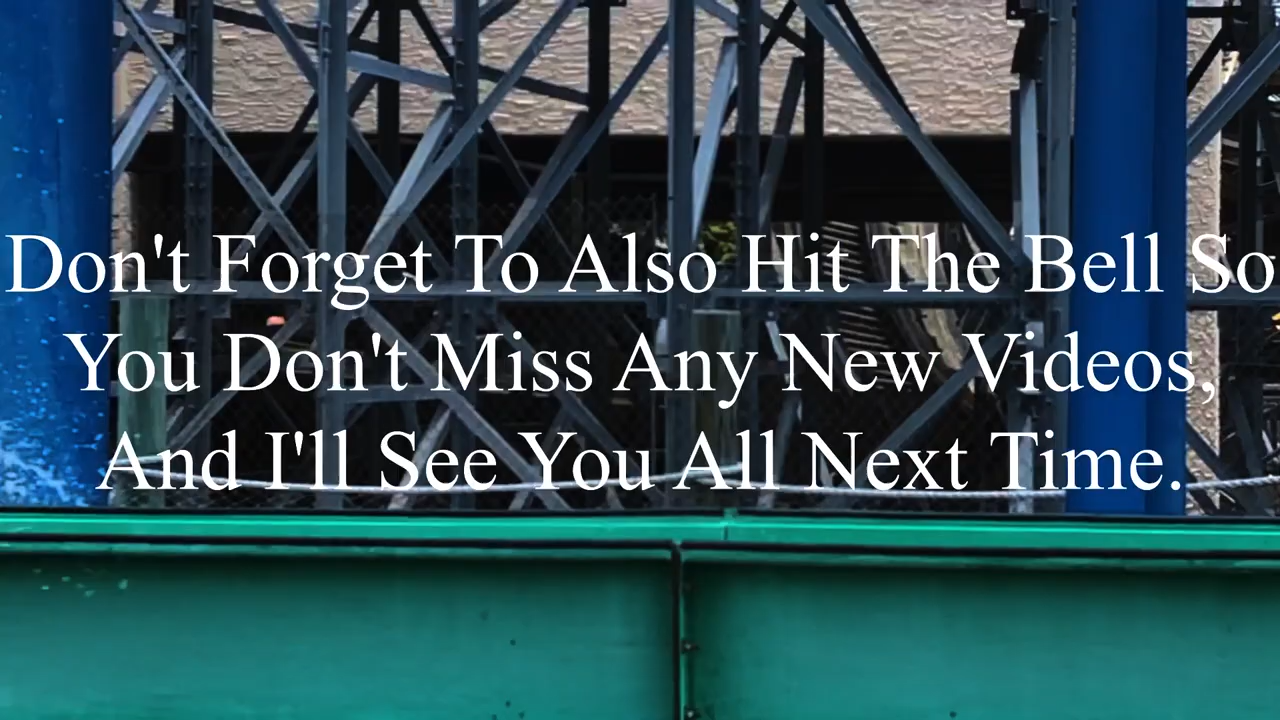 Don't Forget To Also Hit The Bell So
You Don't Miss Any New Videos,
And I'll See You All Next Time.